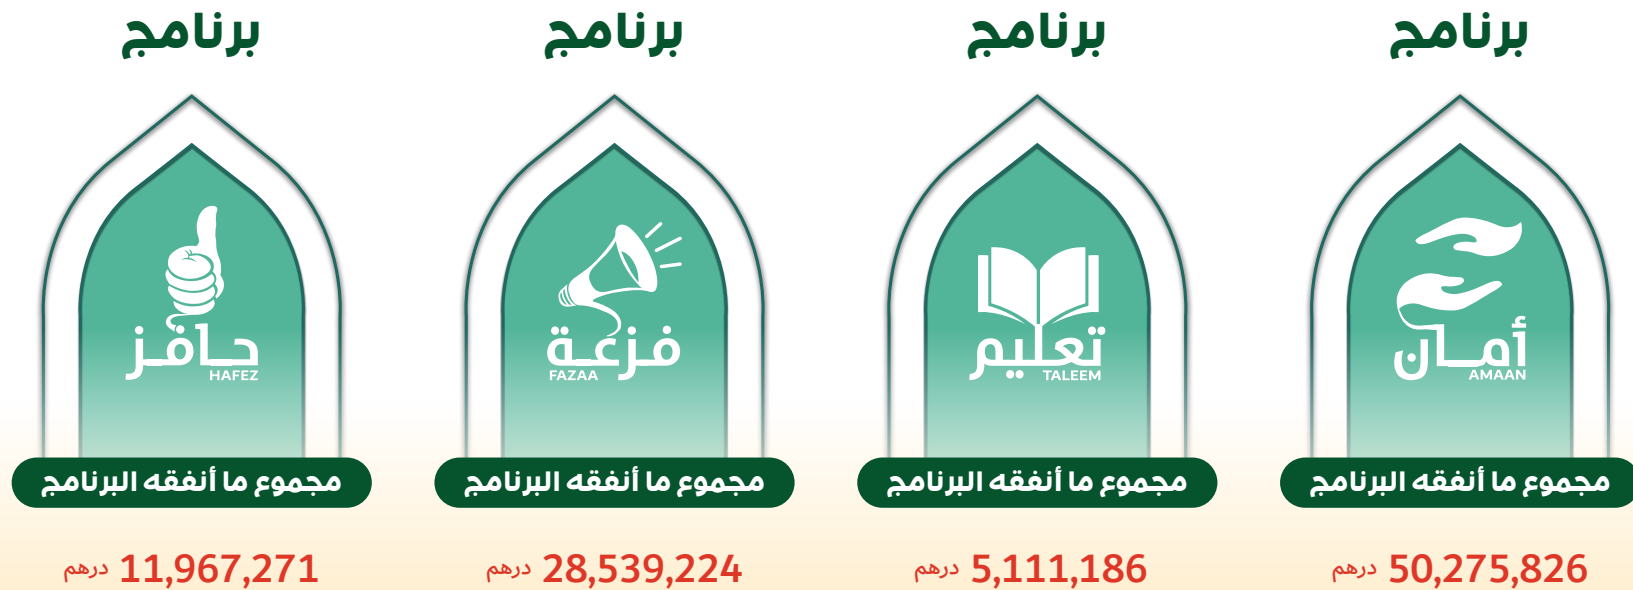 برنامج
أمان
AMAAN
مجموع ما أنفقه البرنامج
50,275,826 درهم
برنامج
تعليم
TALEEM
مجموع ما أنفقه البرنامج
5,111,186 درهم
برنامج
فزعة
FAZAA
مجموع ما أنفقه البرنامج
28,539,224 درهم
برنامج
حافز
HAFEZ
مجموع ما أنفقه البرنامج
11,967,271 درهم